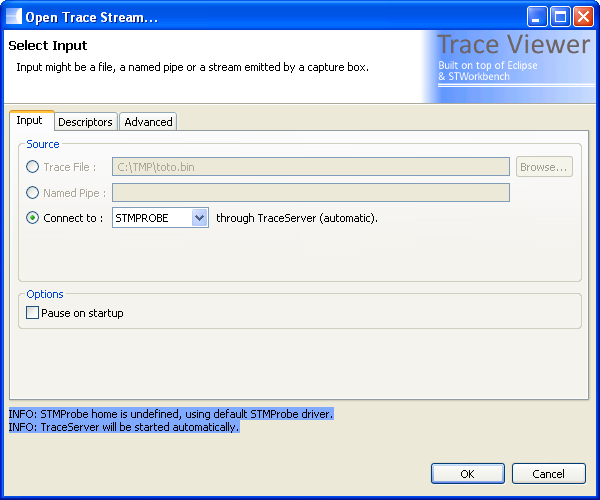 Open Trace Stream...
Select Input
Input might be a file, a named pipe or a stream emitted by a capture box.
Trace Viewer
Built on top of Eclipse
& STWorkbench
Input Descriptors Advanced
Source
Trace File : C:\TMP\toto.bin Browse...
Named Pipe :
Connect to : STMPROBE through TraceServer (automatic).
Options
Pause on startup
INFO: STMProbe home is undefined, using default STMProbe driver.
INFO: TraceServer will be started automatically.
OK Cancel